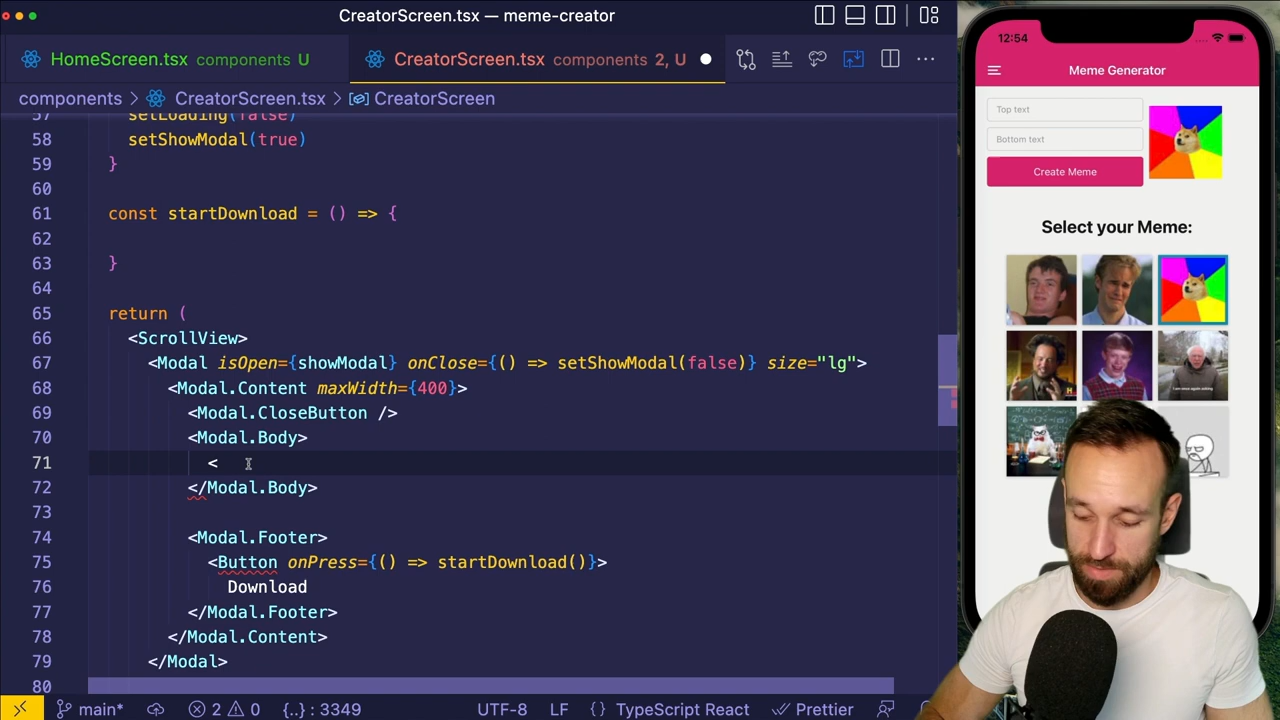 CreatorScreen.tsx — meme-creator
HomeScreen.tsx components U
CreatorScreen.tsx components 2, U
components > CreatorScreen.tsx > CreatorScreen
57 setLoading(false)
58 setShowModal(true)
59 }
60
61 const startDownload = () => {
62
63 }
64
65 return (
66 <ScrollView>
67 <Modal isOpen={showModal} onClose={() => setShowModal(false)} size="lg">
68 <Modal.Content maxWidth={400}>
69 <Modal.CloseButton />
70 <Modal.Body>
71 <
72 </Modal.Body>
73
74 <Modal.Footer>
75 <Button onPress={() => startDownload()}>
76 Download
77 </Modal.Footer>
78 </Modal.Content>
79 </Modal>
80
main* 2 0 {..} : 3349 UTF-8 LF {} TypeScript React Prettier
12:54
Meme Generator
Top text
Bottom text
Create Meme
Select your Meme:
H